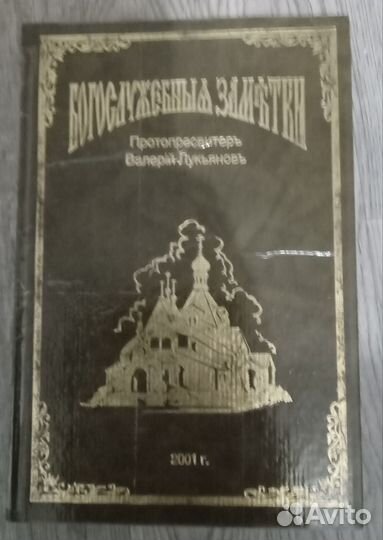 БОГОСЛУЖЕБНЫЯ ЗАМѢТКИ
Протопресвитеръ
Валерій Лукьяновъ
2001 г.
Avito